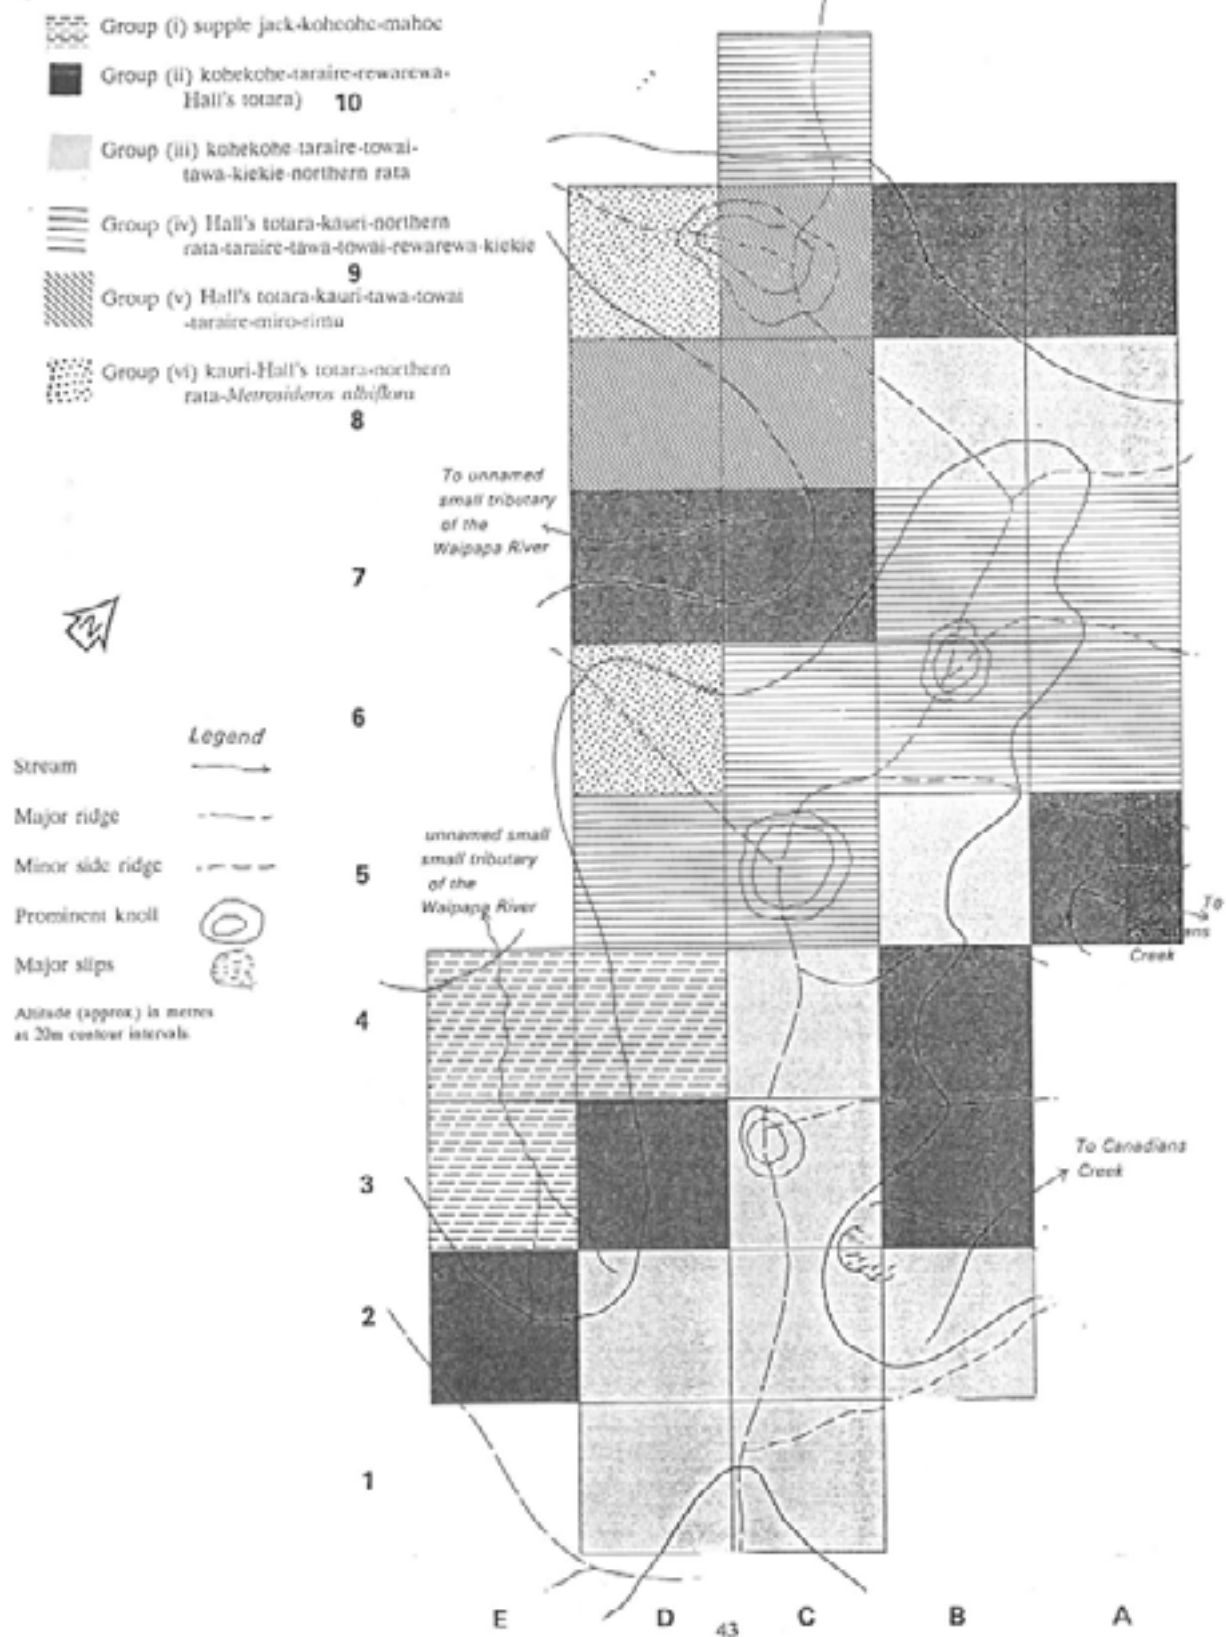 Group (i) supple jack-koheohe-mahoe
Group (ii) kohekohe-taraire-rewarewa-
Hall's totara)
10
Group (iii) kohekohe-taraire-towai-
tawa-kiekie-northern rata
Group (iv) Hall's totara-kauri-northern
rata-taraire-tawa-towai-rewarewa-kiekie
9
Group (v) Hall's totara-kauri-tawa-towai
-taraire-miro-rimu
Group (vi) kauri-Hall's totara-northern
rata-Metrosideros albiflora
8
To unnamed
small tributary
of the
Waipapa River
7
N
6
Legend
Stream
Major ridge
Minor side ridge
Prominent knoll
Major slips
Altitude (approx) in metres
at 20m contour intervals.
unnamed small
small tributary
of the
Waipapa River
5
To
Creek
4
3
To Canadians
Creek
2
1
E D C B A
43